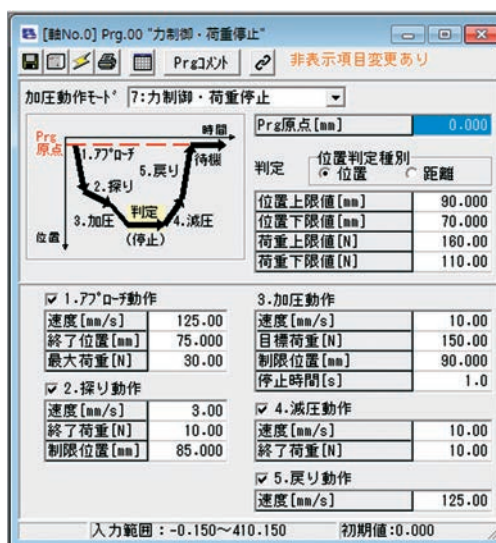 [軸No.0] Prg.00 "力制御・荷重停止"
Prgコメント 非表示項目変更あり
加圧動作モード 7:力制御・荷重停止
Prg原点[mm] 0.000
Prg原点
時間
1.アプローチ
2.探り
3.加圧
判定
(停止)
4.減圧
5.戻り
待機
位置
判定 位置判定種別
位置 距離
位置上限値[mm] 90.000
位置下限値[mm] 70.000
荷重上限値[N] 160.00
荷重下限値[N] 110.00
1.アプローチ動作
速度[mm/s] 125.00
終了位置[mm] 75.000
最大荷重[N] 30.00
2.探り動作
速度[mm/s] 3.00
終了荷重[N] 10.00
制限位置[mm] 85.000
3.加圧動作
速度[mm/s] 10.00
目標荷重[N] 150.00
制限位置[mm] 90.000
停止時間[s] 1.0
4.減圧動作
速度[mm/s] 10.00
終了荷重[N] 10.00
5.戻り動作
速度[mm/s] 125.00
入力範囲:-0.150～410.150 初期値:0.000